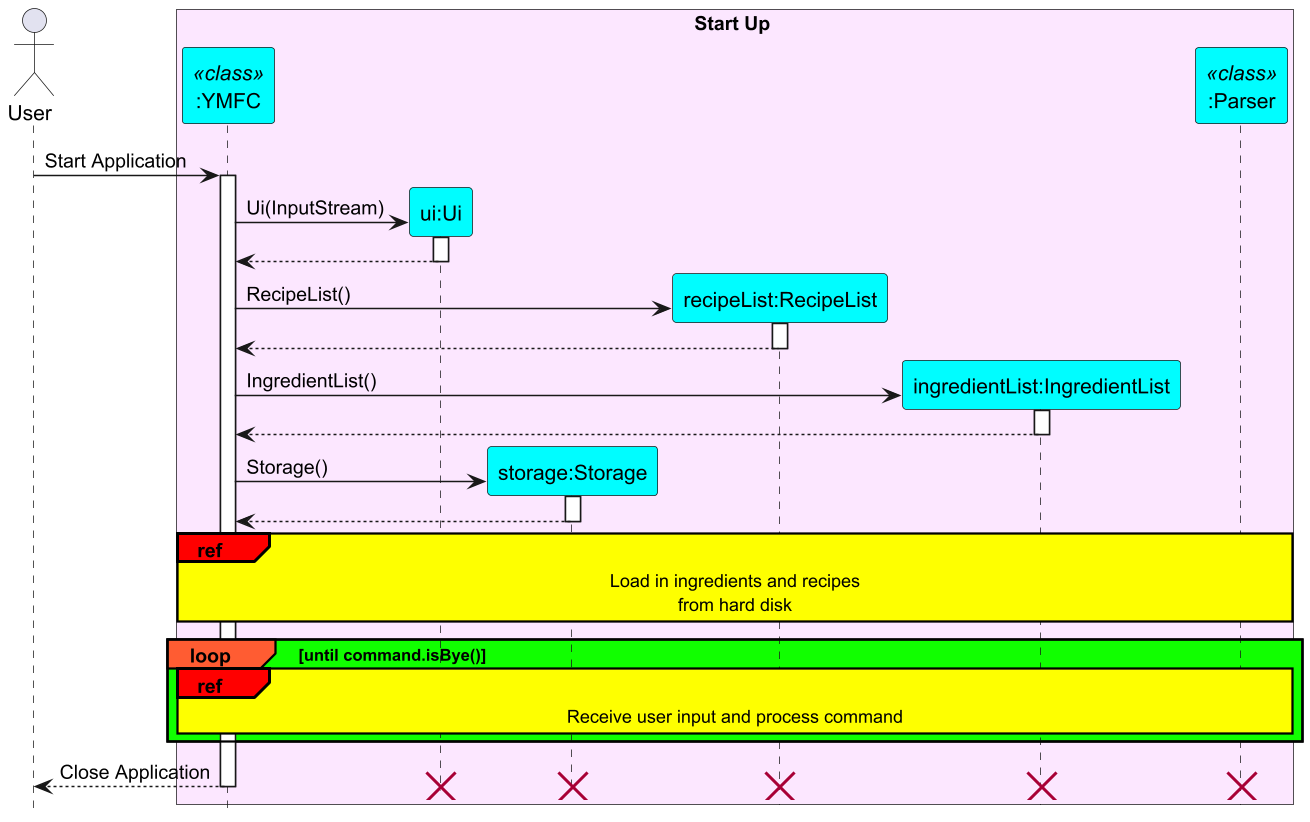 Start Up
«class»
:YMFC
«class»
:Parser
User
Start Application
Ui(InputStream)
ui:Ui
RecipeList()
recipeList:RecipeList
IngredientList()
ingredientList:IngredientList
Storage()
storage:Storage
ref
Load in ingredients and recipes
from hard disk
loop
[until command.isBye()]
ref
Receive user input and process command
Close Application